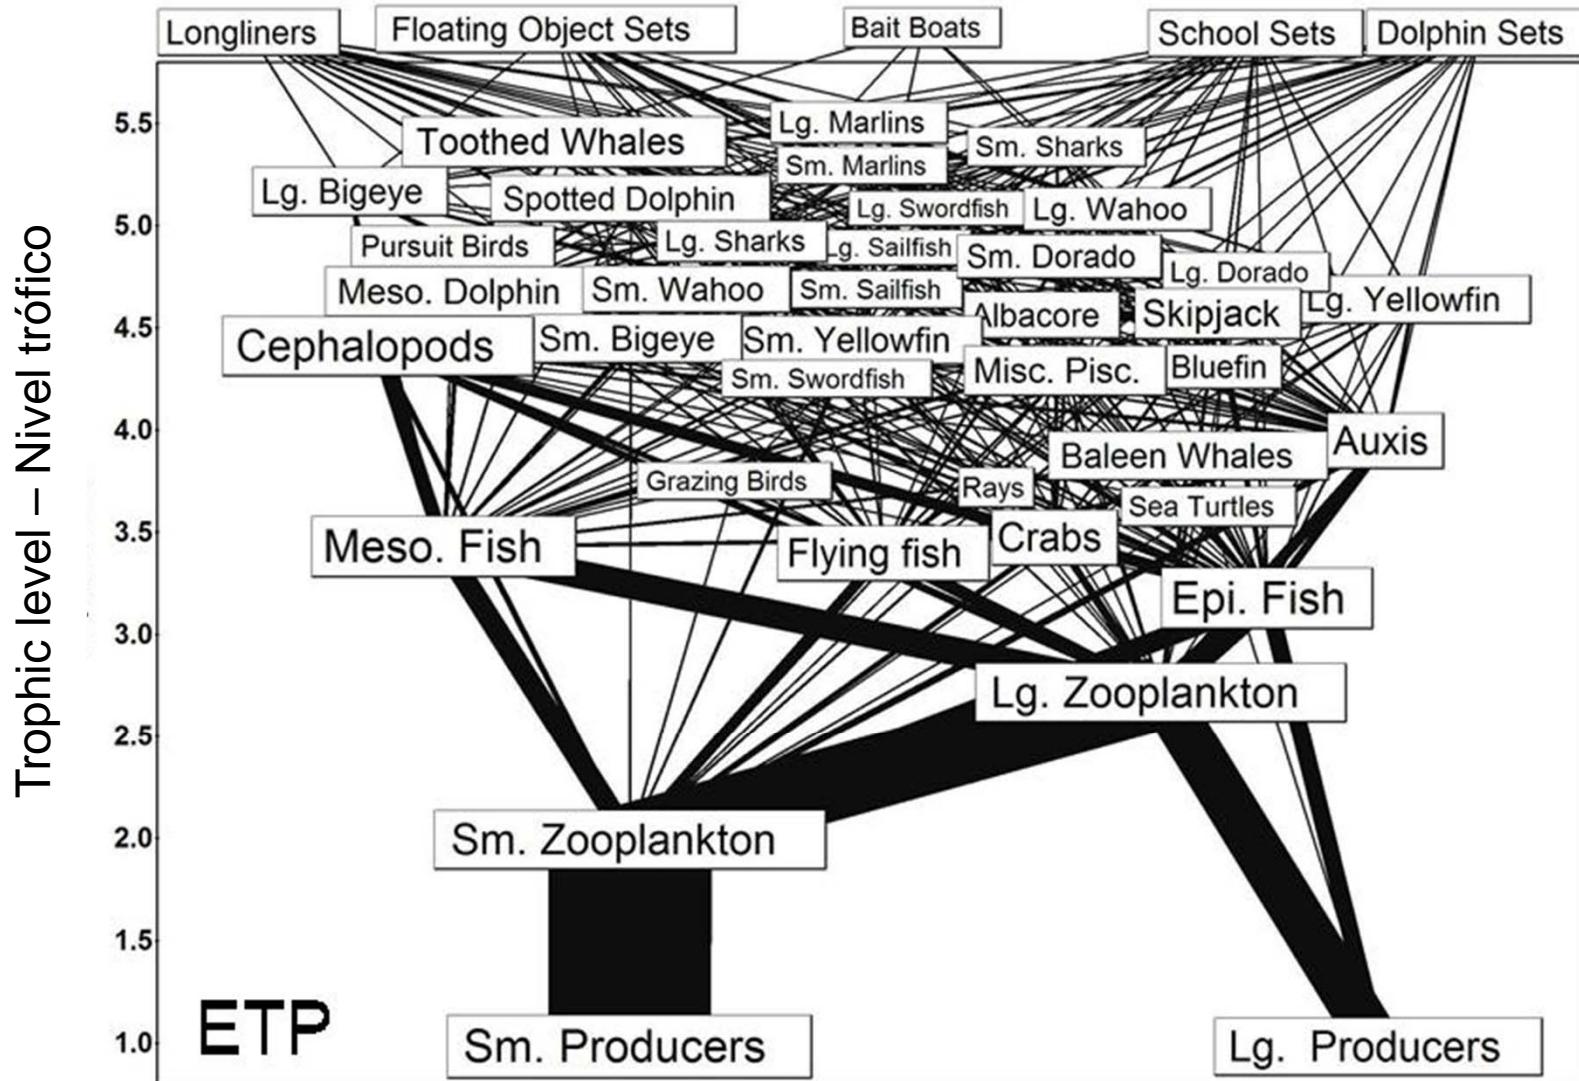 Longliners
Floating Object Sets
Bait Boats
School Sets
Dolphin Sets
Trophic level – Nivel trófico
5.5
5.0
4.5
4.0
3.5
3.0
2.5
2.0
1.5
1.0
Lg. Marlins
Toothed Whales
Sm. Sharks
Sm. Marlins
Lg. Bigeye
Spotted Dolphin
Lg. Swordfish
Lg. Wahoo
Pursuit Birds
Lg. Sharks
Lg. Sailfish
Sm. Dorado
Lg. Dorado
Meso. Dolphin
Sm. Wahoo
Sm. Sailfish
Lg. Yellowfin
Albacore
Skipjack
Cephalopods
Sm. Bigeye
Sm. Yellowfin
Sm. Swordfish
Misc. Pisc.
Bluefin
Auxis
Baleen Whales
Grazing Birds
Rays
Sea Turtles
Meso. Fish
Flying fish
Crabs
Epi. Fish
Lg. Zooplankton
Sm. Zooplankton
ETP
Sm. Producers
Lg. Producers